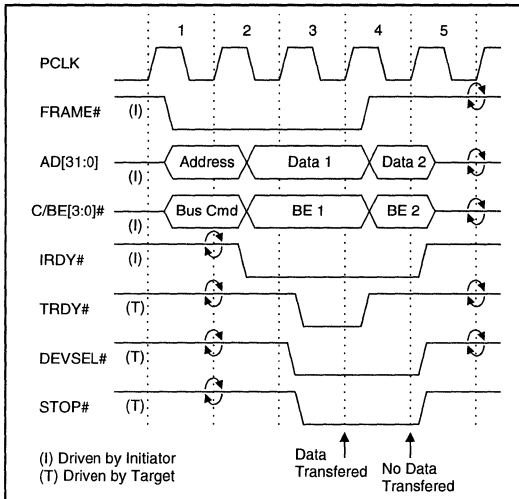 1 2 3 4 5
PCLK
FRAME# (I)
AD[31:0] (I) Address Data 1 Data 2
C/BE[3:0]# (I) Bus Cmd BE 1 BE 2
IRDY# (I)
TRDY# (T)
DEVSEL# (T)
STOP# (T)
(I) Driven by Initiator
(T) Driven by Target
Data
Transfered
No Data
Transfered